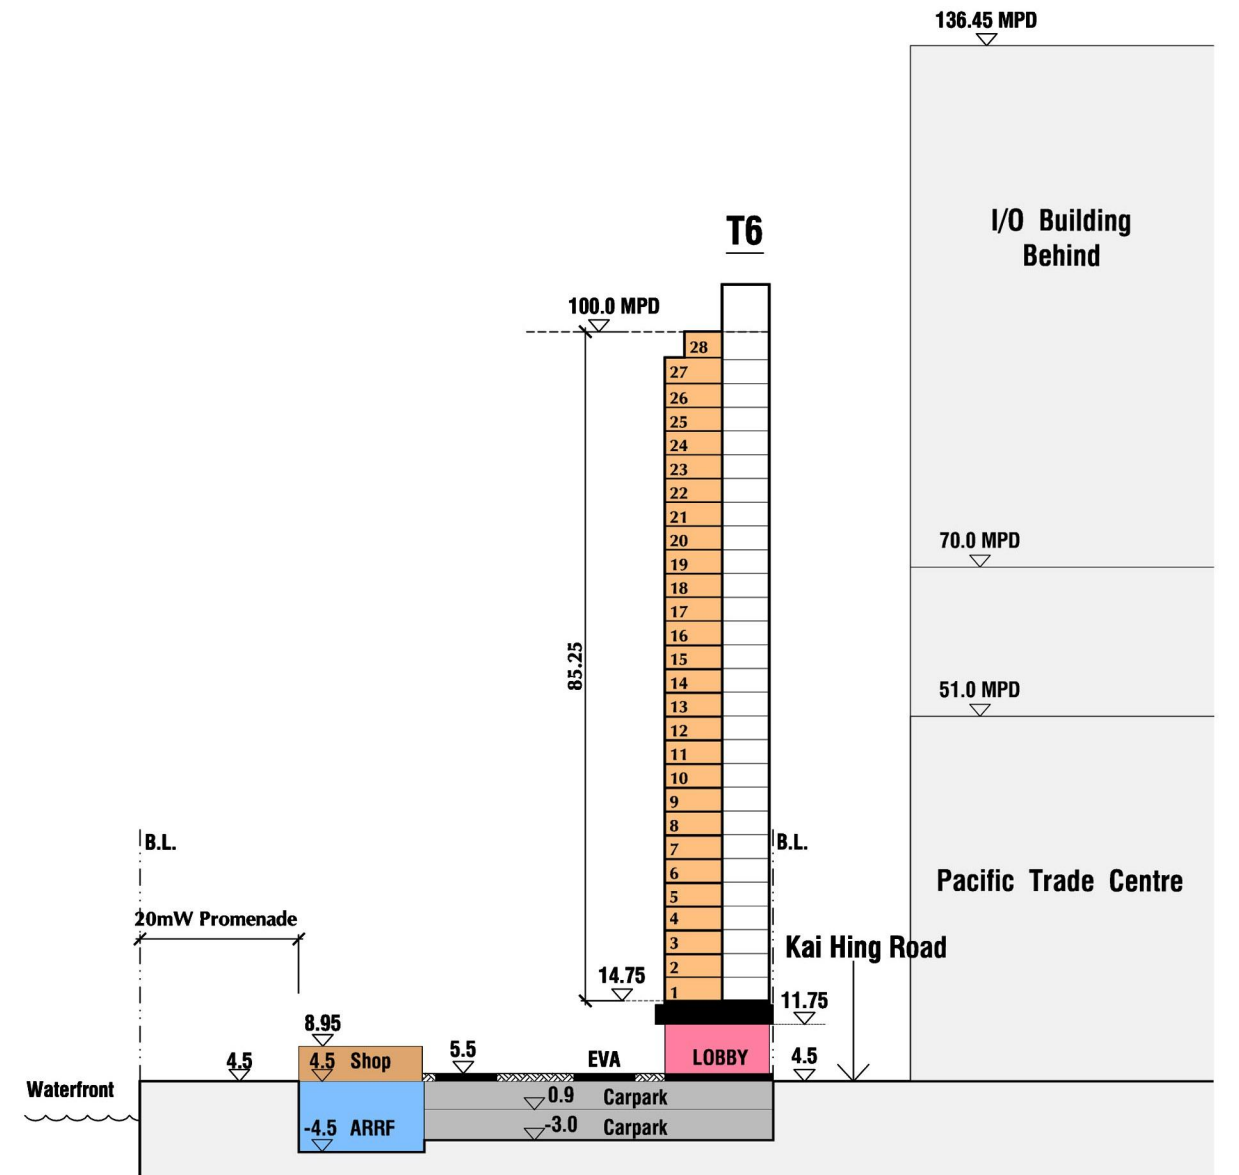 136.45 MPD
I/O Building
Behind
T6
100.0 MPD
28
27
26
25
24
23
22
21
20
19
18
17
16
15
14
13
12
11
10
9
8
7
6
5
4
3
2
1
85.25
70.0 MPD
51.0 MPD
B.L.
B.L.
Pacific Trade Centre
20mW Promenade
Kai Hing Road
14.75
11.75
8.95
4.5
4.5 Shop
5.5
EVA
LOBBY
4.5
Waterfront
0.9 Carpark
-4.5 ARRF
-3.0 Carpark